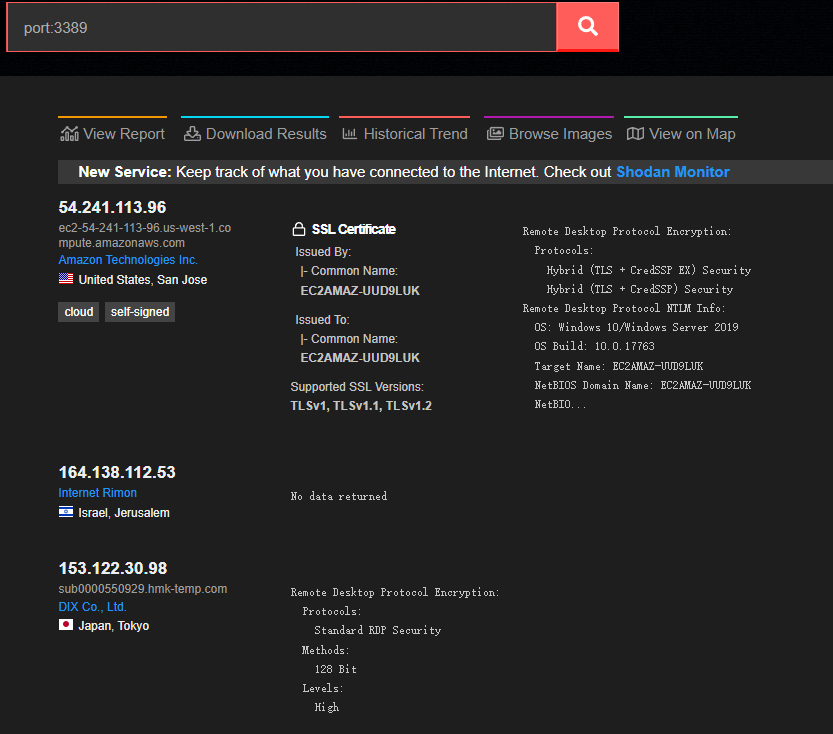 port:3389
View Report
Download Results
Historical Trend
Browse Images
View on Map
New Service: Keep track of what you have connected to the Internet. Check out Shodan Monitor
54.241.113.96
ec2-54-241-113-96.us-west-1.co
mpute.amazonaws.com
Amazon Technologies Inc.
United States, San Jose
cloud
self-signed
SSL Certificate
Issued By:
|- Common Name:
EC2AMAZ-UUD9LUK
Issued To:
|- Common Name:
EC2AMAZ-UUD9LUK
Supported SSL Versions:
TLSv1, TLSv1.1, TLSv1.2
Remote Desktop Protocol Encryption:
Protocols:
Hybrid (TLS + CredSSP EX) Security
Hybrid (TLS + CredSSP) Security
Remote Desktop Protocol NTLM Info:
OS: Windows 10/Windows Server 2019
OS Build: 10.0.17763
Target Name: EC2AMAZ-UUD9LUK
NetBIOS Domain Name: EC2AMAZ-UUD9LUK
NetBIO...
164.138.112.53
Internet Rimon
Israel, Jerusalem
No data returned
153.122.30.98
sub0000550929.hmk-temp.com
DIX Co., Ltd.
Japan, Tokyo
Remote Desktop Protocol Encryption:
Protocols:
Standard RDP Security
Methods:
128 Bit
Levels:
High